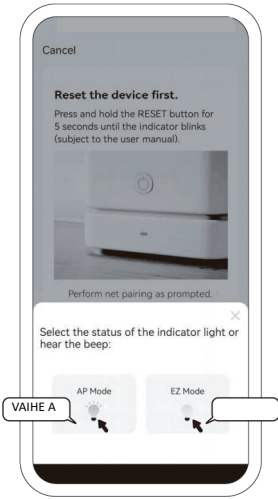 Cancel
Reset the device first.
Press and hold the RESET button for
5 seconds until the indicator blinks
(subject to the user manual).
Perform net pairing as prompted.
Select the status of the indicator light or
hear the beep:
AP Mode
EZ Mode
VAIHE A